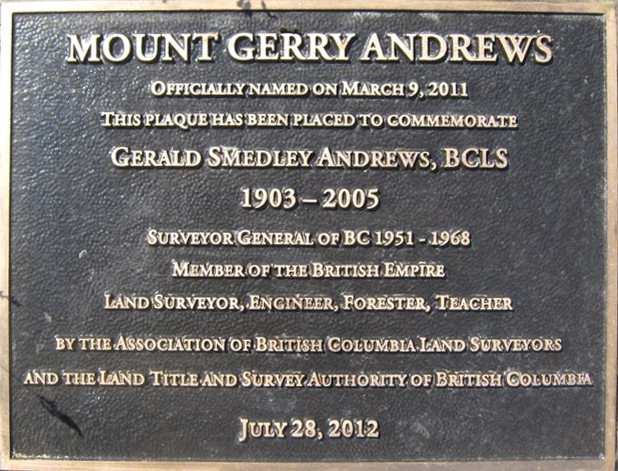 MOUNT GERRY ANDREWS
OFFICIALLY NAMED ON MARCH 9, 2011
THIS PLAQUE HAS BEEN PLACED TO COMMEMORATE
GERALD SMEDLEY ANDREWS, BCLS
1903 – 2005
SURVEYOR GENERAL OF BC 1951 - 1968
MEMBER OF THE BRITISH EMPIRE
LAND SURVEYOR, ENGINEER, FORESTER, TEACHER
BY THE ASSOCIATION OF BRITISH COLUMBIA LAND SURVEYORS
AND THE LAND TITLE AND SURVEY AUTHORITY OF BRITISH COLUMBIA
JULY 28, 2012